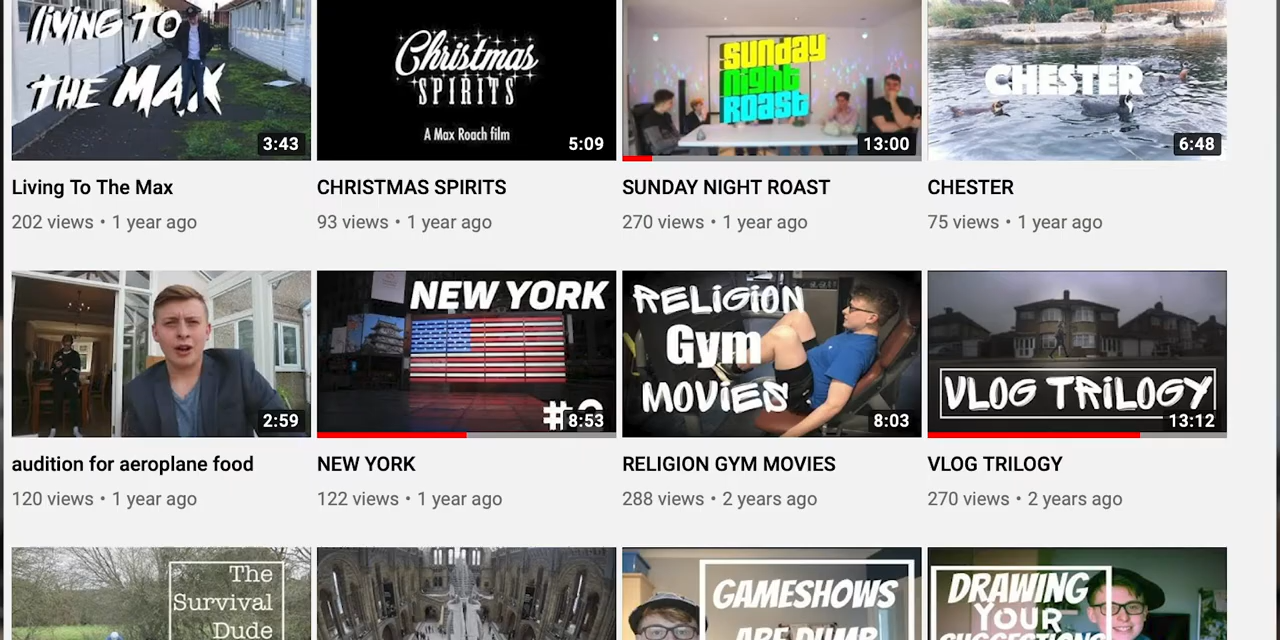 LiViNG TO
THE MAX
3:43
Christmas
SPIRITS
A Max Roach film
5:09
Sunday
night
Roast
13:00
CHESTER
6:48
Living To The Max
202 views • 1 year ago
CHRISTMAS SPIRITS
93 views • 1 year ago
SUNDAY NIGHT ROAST
270 views • 1 year ago
CHESTER
75 views • 1 year ago
2:59
NEW YORK
8:53
RELiGiON
Gym
MOViES
8:03
VLOG TRiLOGY
13:12
audition for aeroplane food
120 views • 1 year ago
NEW YORK
122 views • 1 year ago
RELIGION GYM MOVIES
288 views • 2 years ago
VLOG TRILOGY
270 views • 2 years ago
The
Survival
Dude
GAMESHOWS
ARE DUMB
DRAWING
YOUR
SUGGESTIONS